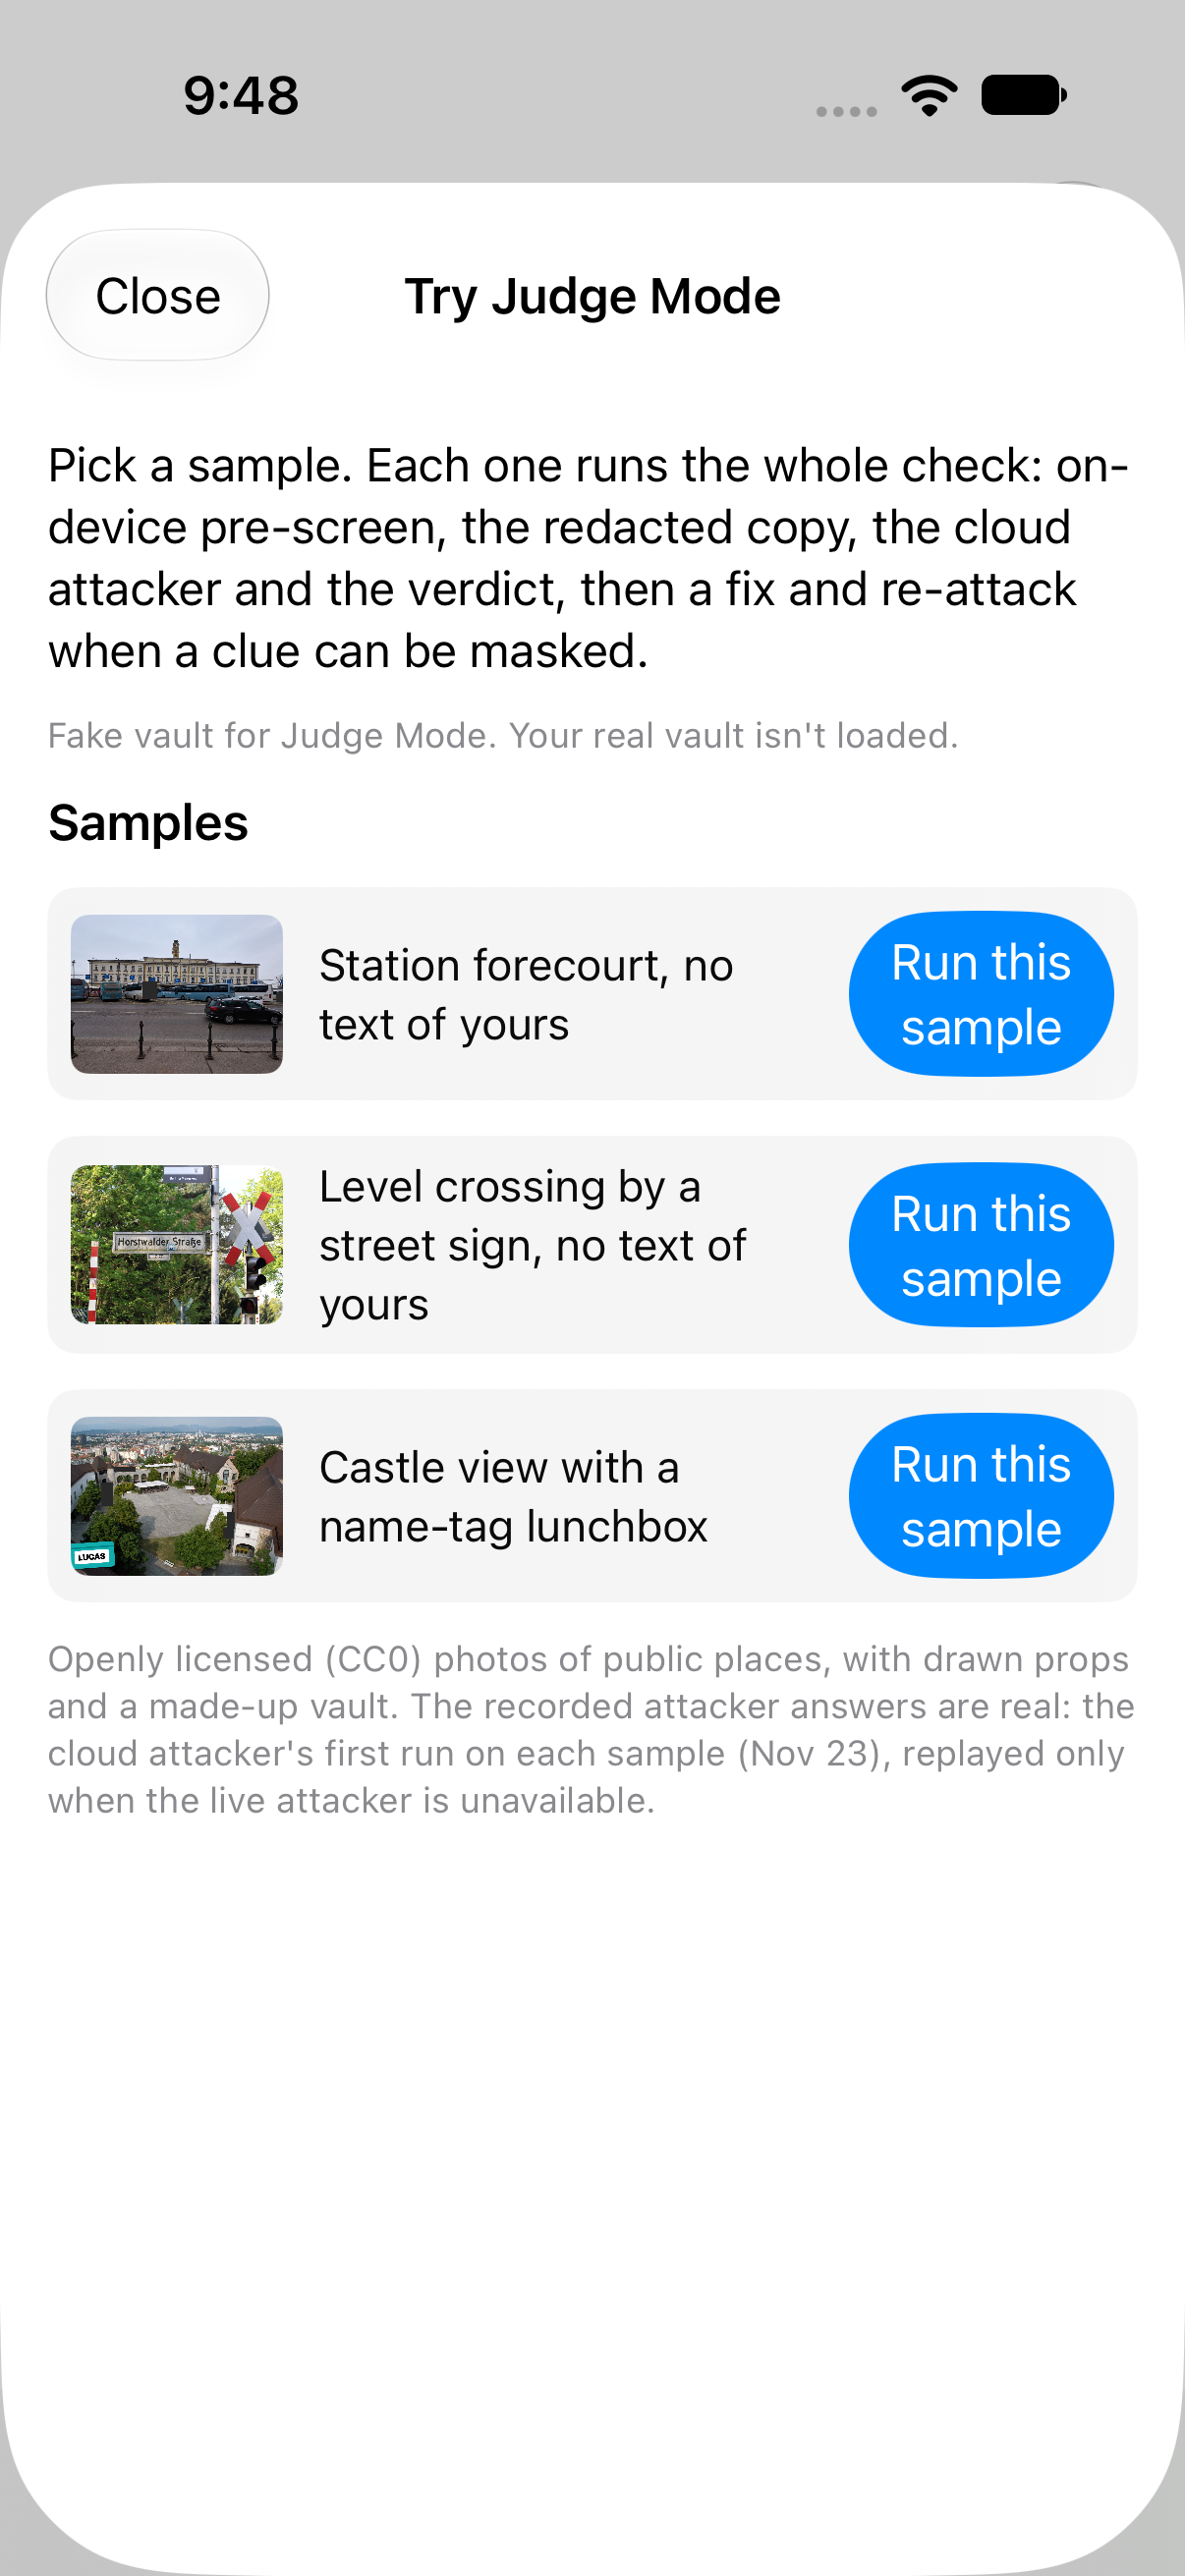 9:48
Close
Try Judge Mode
Pick a sample. Each one runs the whole check: on-
device pre-screen, the redacted copy, the cloud
attacker and the verdict, then a fix and re-attack
when a clue can be masked.
Fake vault for Judge Mode. Your real vault isn't loaded.
Samples
Station forecourt, no
text of yours
Run this
sample
Horstwalder Straße
Level crossing by a
street sign, no text of
yours
Run this
sample
LUCAS
Castle view with a
name-tag lunchbox
Run this
sample
Openly licensed (CC0) photos of public places, with drawn props
and a made-up vault. The recorded attacker answers are real: the
cloud attacker's first run on each sample (Nov 23), replayed only
when the live attacker is unavailable.